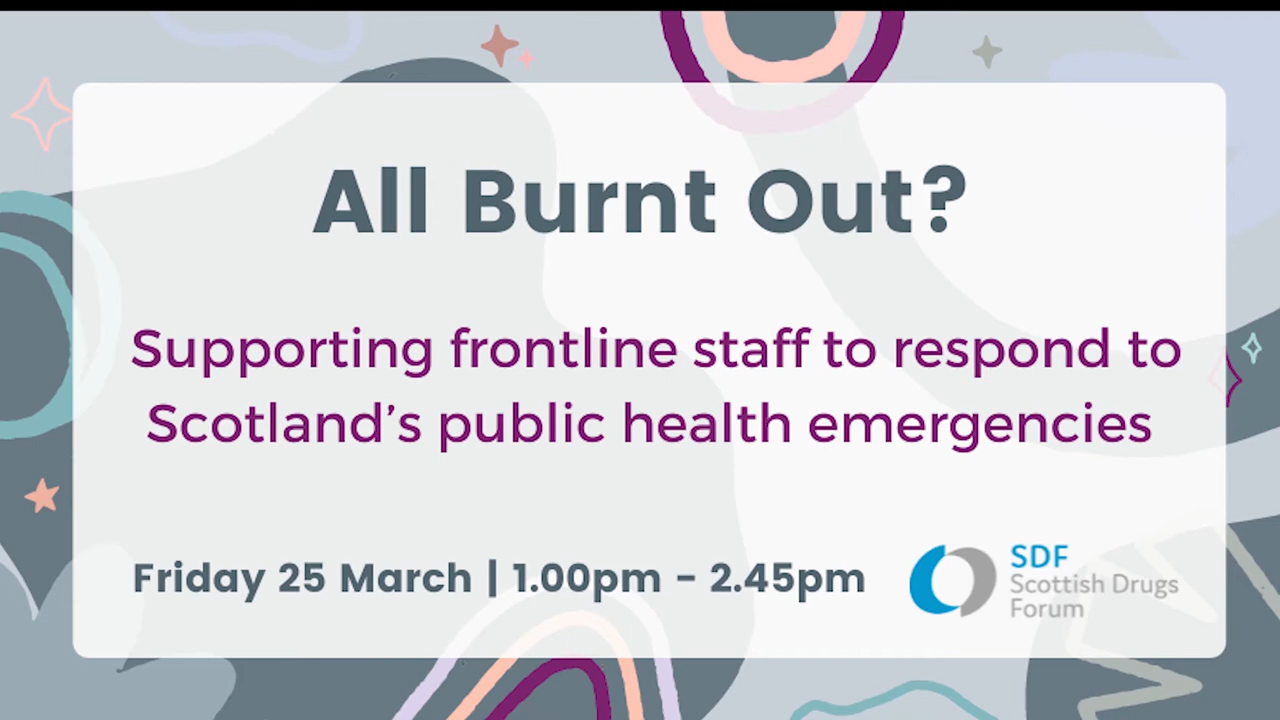 All Burnt Out?
Supporting frontline staff to respond to
Scotland’s public health emergencies
Friday 25 March | 1.00pm - 2.45pm
SDF
Scottish Drugs
Forum